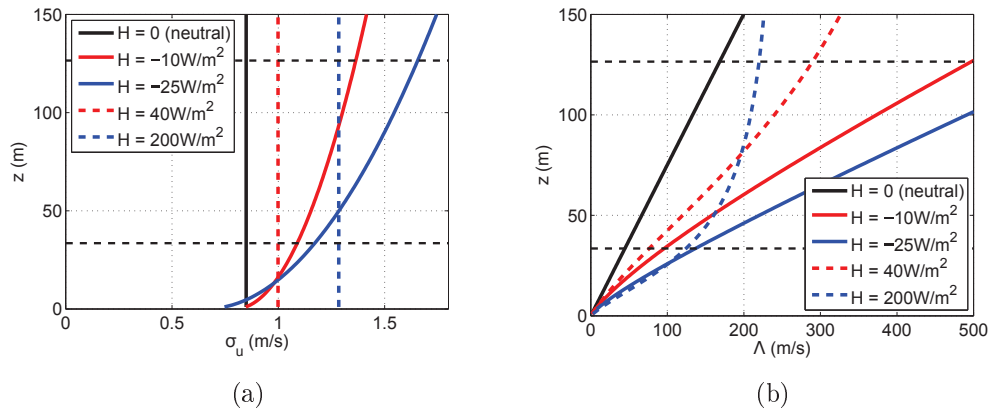 150
100
50
0
z (m)
0
0.5
1
1.5
σ_u (m/s)
H = 0 (neutral)
H = −10W/m²
H = −25W/m²
H = 40W/m²
H = 200W/m²
(a)
150
100
50
0
z (m)
0
100
200
300
400
500
Λ (m/s)
H = 0 (neutral)
H = −10W/m²
H = −25W/m²
H = 40W/m²
H = 200W/m²
(b)